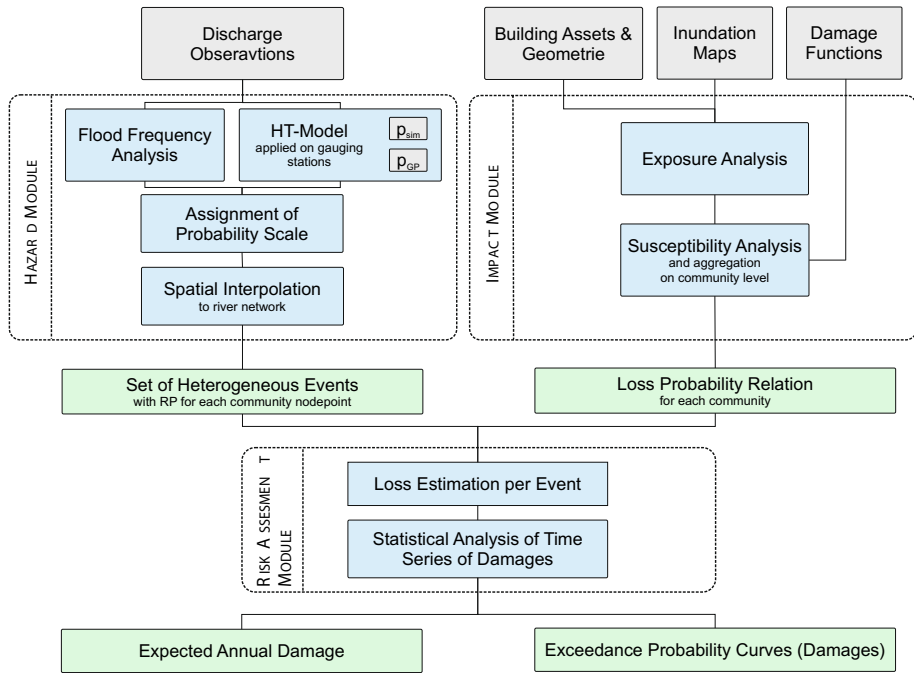 Discharge
Obseravtions
Building Assets &
Geometrie
Inundation
Maps
Damage
Functions
HAZAR D MODULE
Flood Frequency
Analysis
HT-Model
applied on gauging
stations
psim
pGP
Assignment of
Probability Scale
Spatial Interpolation
to river network
IMPAC T MODULE
Exposure Analysis
Susceptibility Analysis
and aggregation
on community level
Set of Heterogeneous Events
with RP for each community nodepoint
Loss Probability Relation
for each community
RISK A SSESMEN T
MODULE
Loss Estimation per Event
Statistical Analysis of Time
Series of Damages
Expected Annual Damage
Exceedance Probability Curves (Damages)